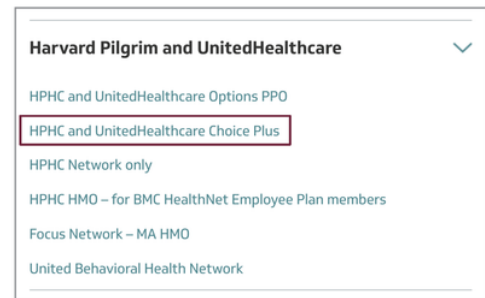 Harvard Pilgrim and UnitedHealthcare
HPHC and UnitedHealthcare Options PPO
HPHC and UnitedHealthcare Choice Plus
HPHC Network only
HPHC HMO – for BMC HealthNet Employee Plan members
Focus Network – MA HMO
United Behavioral Health Network